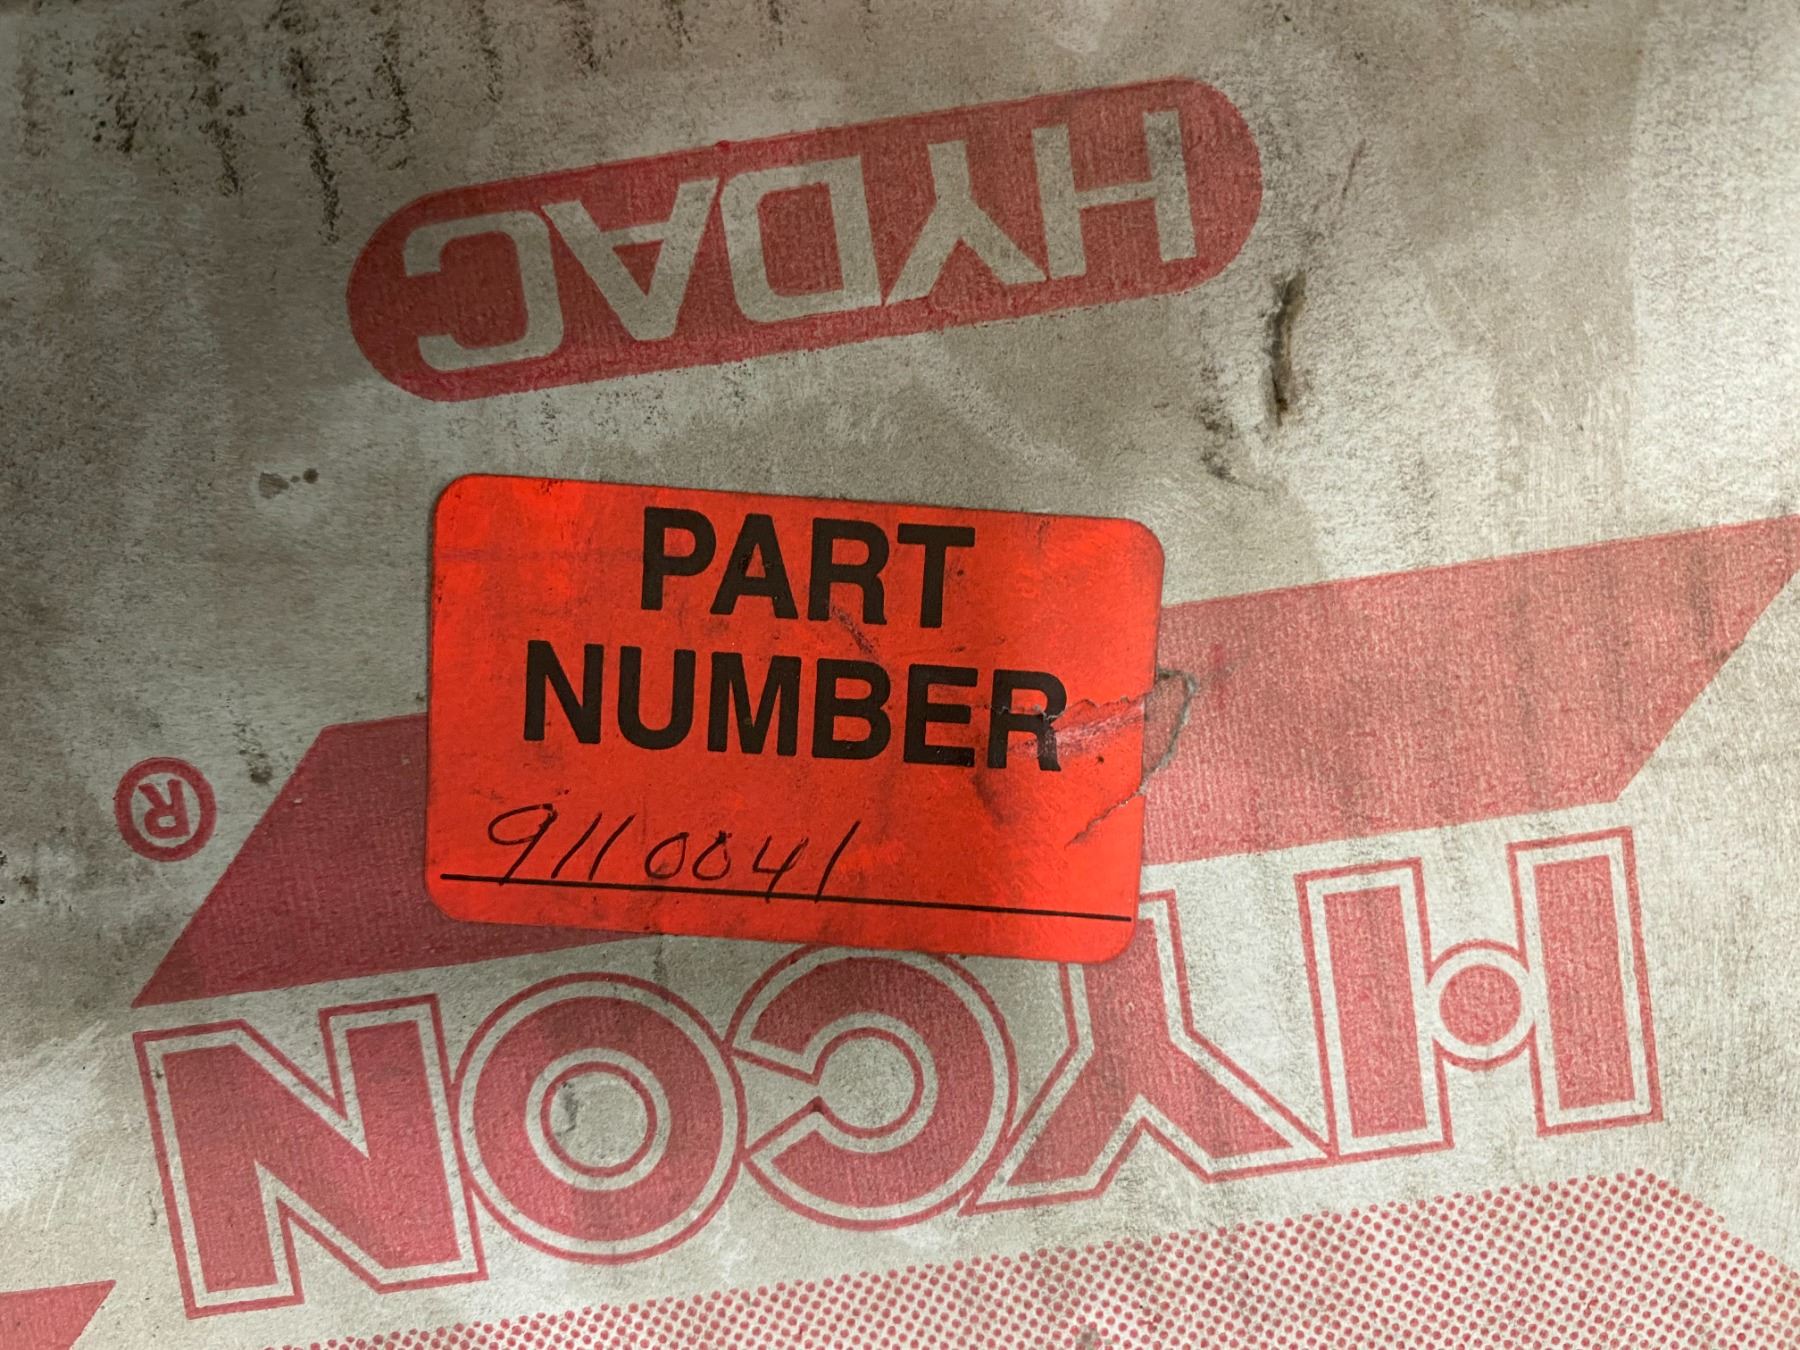 HYDAC
PART
NUMBER
9110041
®
HYCON